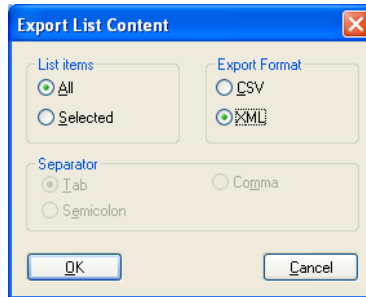 Export List Content
List items
All
Selected
Export Format
CSV
XML
Separator
Tab
Comma
Semicolon
OK
Cancel